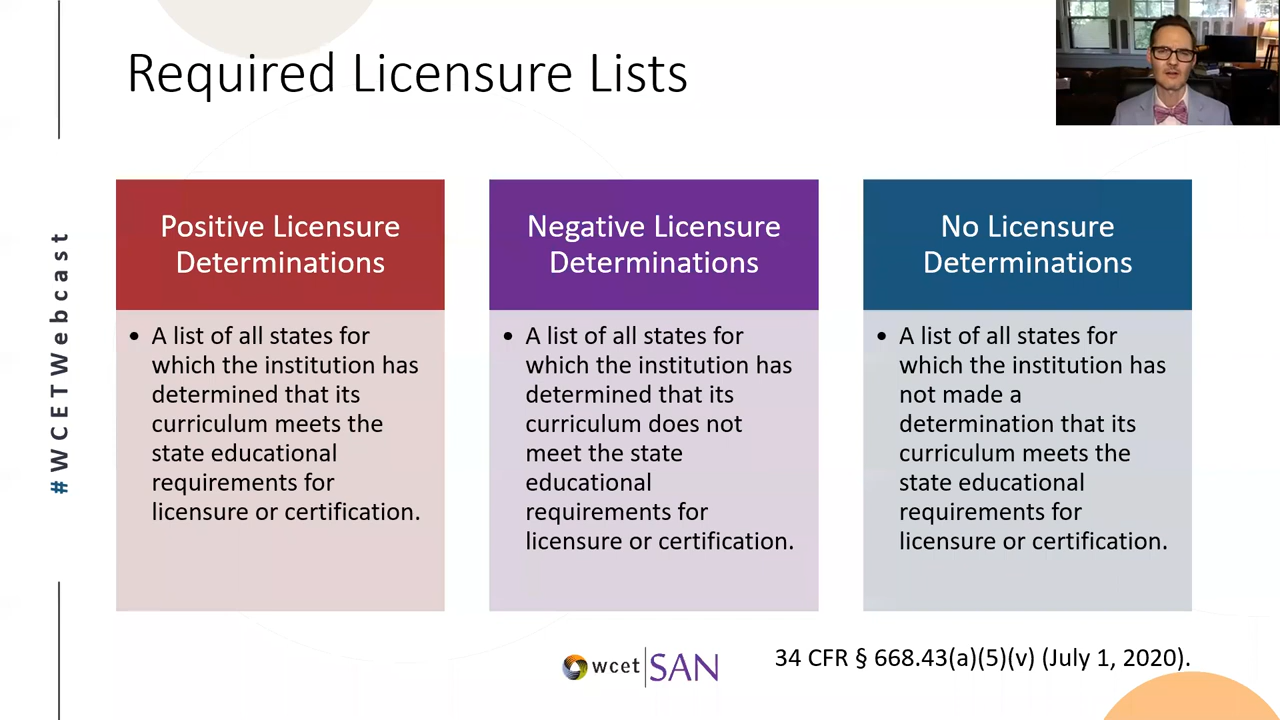 Required Licensure Lists
#WCETWebcast
Positive Licensure
Determinations
• A list of all states for
which the institution has
determined that its
curriculum meets the
state educational
requirements for
licensure or certification.
Negative Licensure
Determinations
• A list of all states for
which the institution has
determined that its
curriculum does not
meet the state
educational
requirements for
licensure or certification.
No Licensure
Determinations
• A list of all states for
which the institution has
not made a
determination that its
curriculum meets the
state educational
requirements for
licensure or certification.
wcet|SAN
34 CFR § 668.43(a)(5)(v) (July 1, 2020).